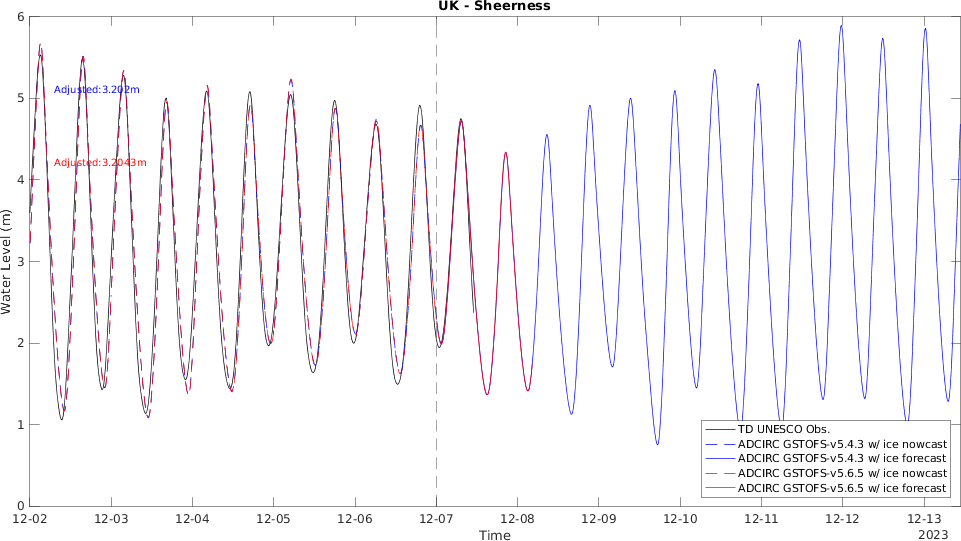 UK - Sheerness
6
5
4
3
2
1
0
Water Level (m)
Adjusted:3.202m
Adjusted:3.2043m
TD UNESCO Obs.
ADCIRC GSTOFS-v5.4.3 w/ ice nowcast
ADCIRC GSTOFS-v5.4.3 w/ ice forecast
ADCIRC GSTOFS-v5.6.5 w/ ice nowcast
ADCIRC GSTOFS-v5.6.5 w/ ice forecast
12-02 12-03 12-04 12-05 12-06 12-07 12-08 12-09 12-10 12-11 12-12 12-13
Time
2023